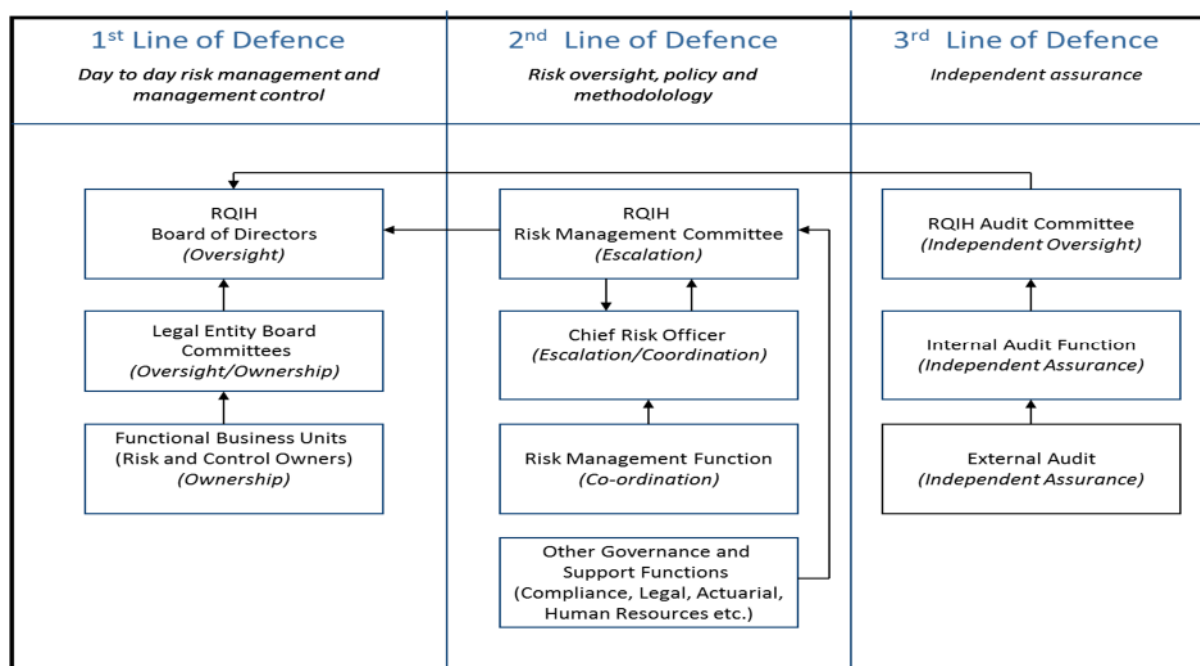 1st Line of Defence
Day to day risk management and
management control
2nd Line of Defence
Risk oversight, policy and
methodolology
3rd Line of Defence
Independent assurance
RQIH
Board of Directors
(Oversight)
Legal Entity Board
Committees
(Oversight/Ownership)
Functional Business Units
(Risk and Control Owners)
(Ownership)
RQIH
Risk Management Committee
(Escalation)
Chief Risk Officer
(Escalation/Coordination)
Risk Management Function
(Co-ordination)
Other Governance and
Support Functions
(Compliance, Legal, Actuarial,
Human Resources etc.)
RQIH Audit Committee
(Independent Oversight)
Internal Audit Function
(Independent Assurance)
External Audit
(Independent Assurance)